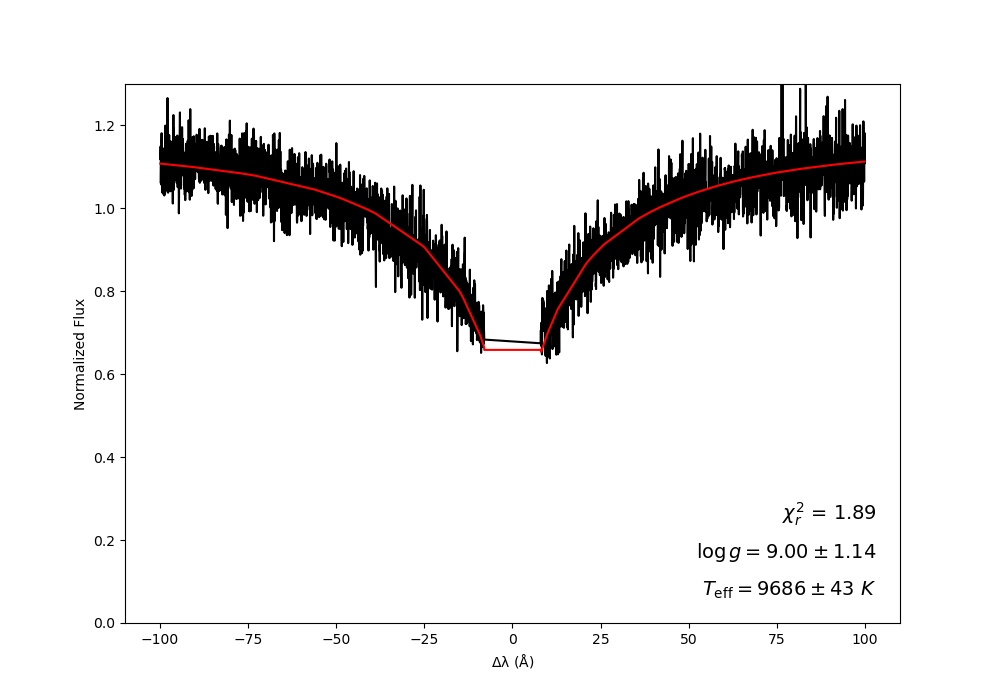 1.2
1.0
0.8
0.6
0.4
0.2
0.0
Normalized Flux
χ²ᵣ = 1.89
log g = 9.00 ± 1.14
T_eff = 9686 ± 43 K
−100 −75 −50 −25 0 25 50 75 100
Δλ (Å)